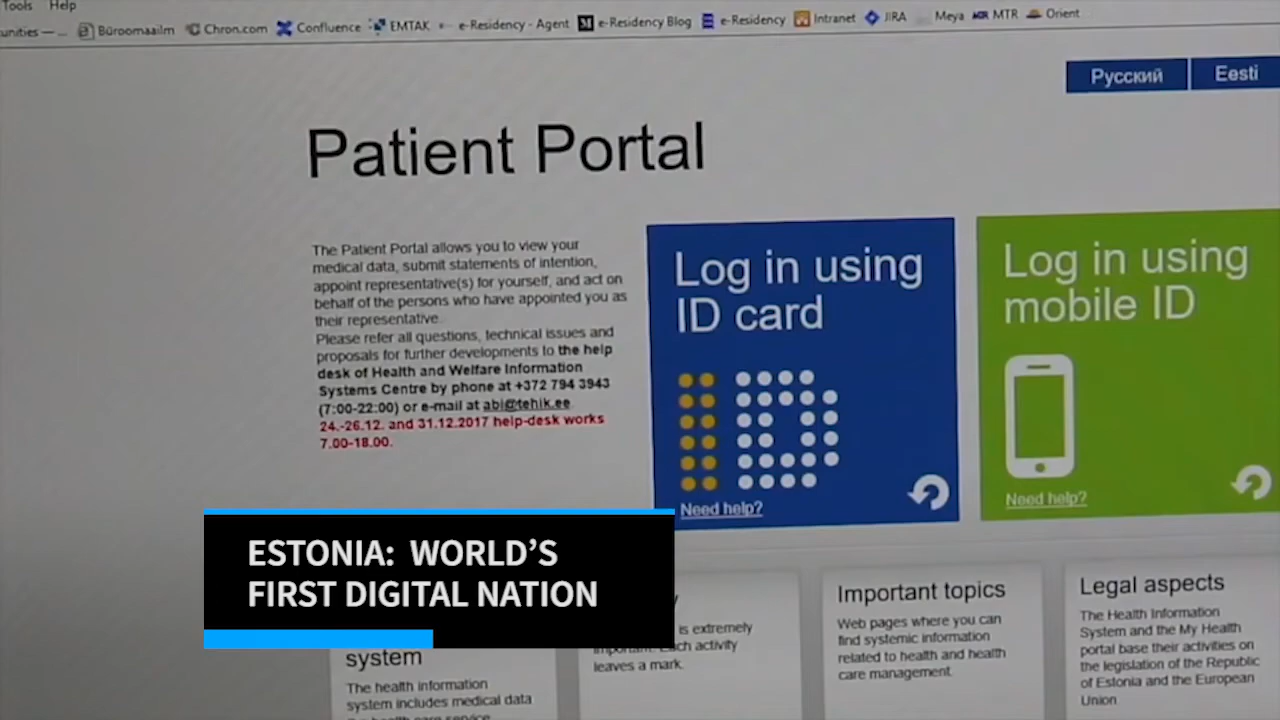 Tools Help
unities — ... Büroomaailm Chron.com Confluence EMTAK e-Residency - Agent e-Residency Blog e-Residency Intranet JIRA Meya MTR Orient
Русский Eesti
Patient Portal
The Patient Portal allows you to view your
medical data, submit statements of intention,
appoint representative(s) for yourself, and act on
behalf of the persons who have appointed you as
their representative.
Please refer all questions, technical issues and
proposals for further developments to the help
desk of Health and Welfare Information
Systems Centre by phone at +372 794 3943
(7:00-22:00) or e-mail at abi@tehik.ee
24.-26.12. and 31.12.2017 help-desk works
7.00-18.00.
Log in using
ID card
ID
Need help?
Log in using
mobile ID
Need help?
ESTONIA: WORLD'S
FIRST DIGITAL NATION
system
The health information
system includes medical data
y
is extremely
important. Each activity
leaves a mark.
Important topics
Web pages where you can
find systemic information
related to health and health
care management.
Legal aspects
The Health Information
System and the My Health
portal base their activities on
the legislation of the Republic
of Estonia and the European
Union